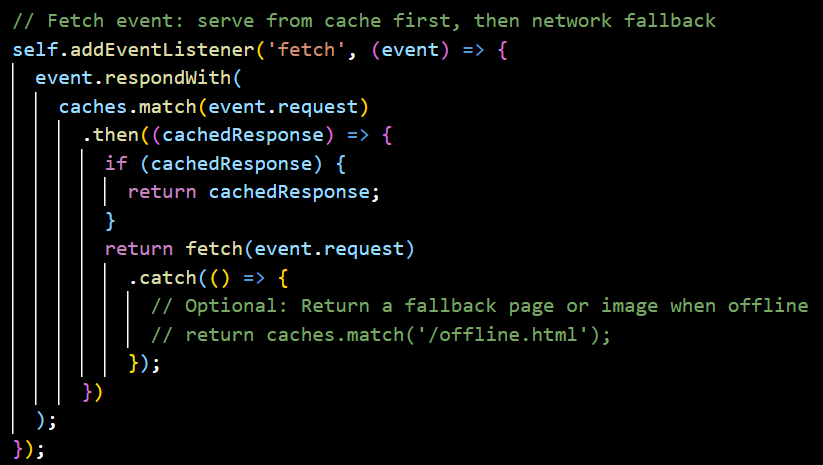 // Fetch event: serve from cache first, then network fallback
self.addEventListener('fetch', (event) => {
  event.respondWith(
    caches.match(event.request)
      .then((cachedResponse) => {
        if (cachedResponse) {
          return cachedResponse;
        }
        return fetch(event.request)
          .catch(() => {
            // Optional: Return a fallback page or image when offline
            // return caches.match('/offline.html');
          });
      })
  );
});